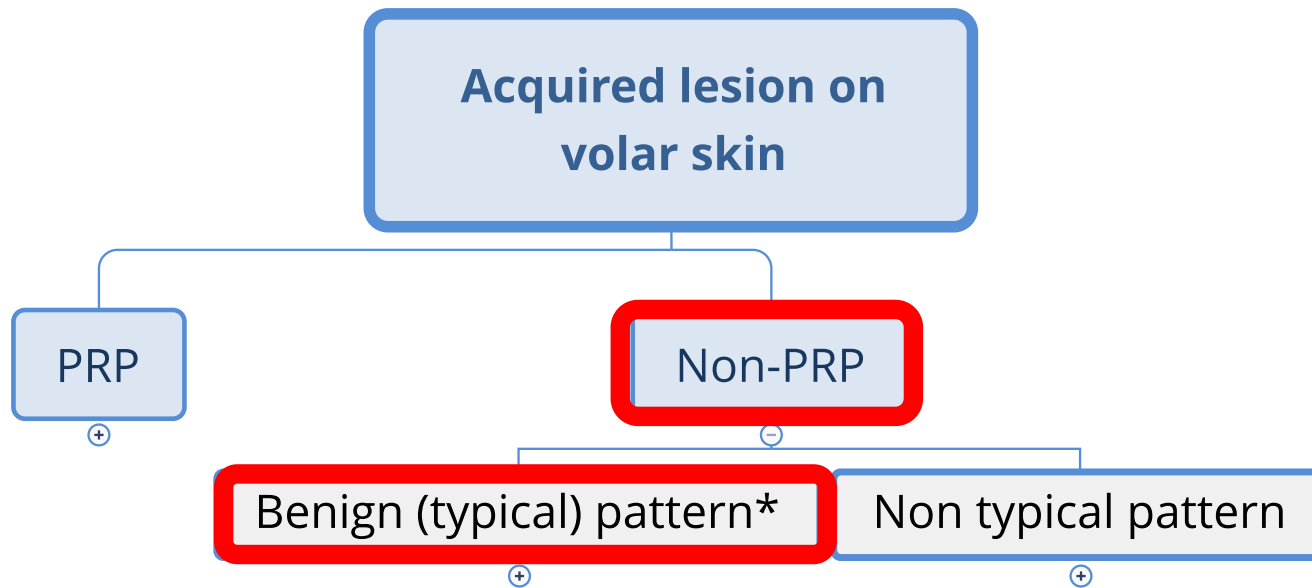 Acquired lesion on
volar skin
PRP
Non-PRP
Benign (typical) pattern*
Non typical pattern